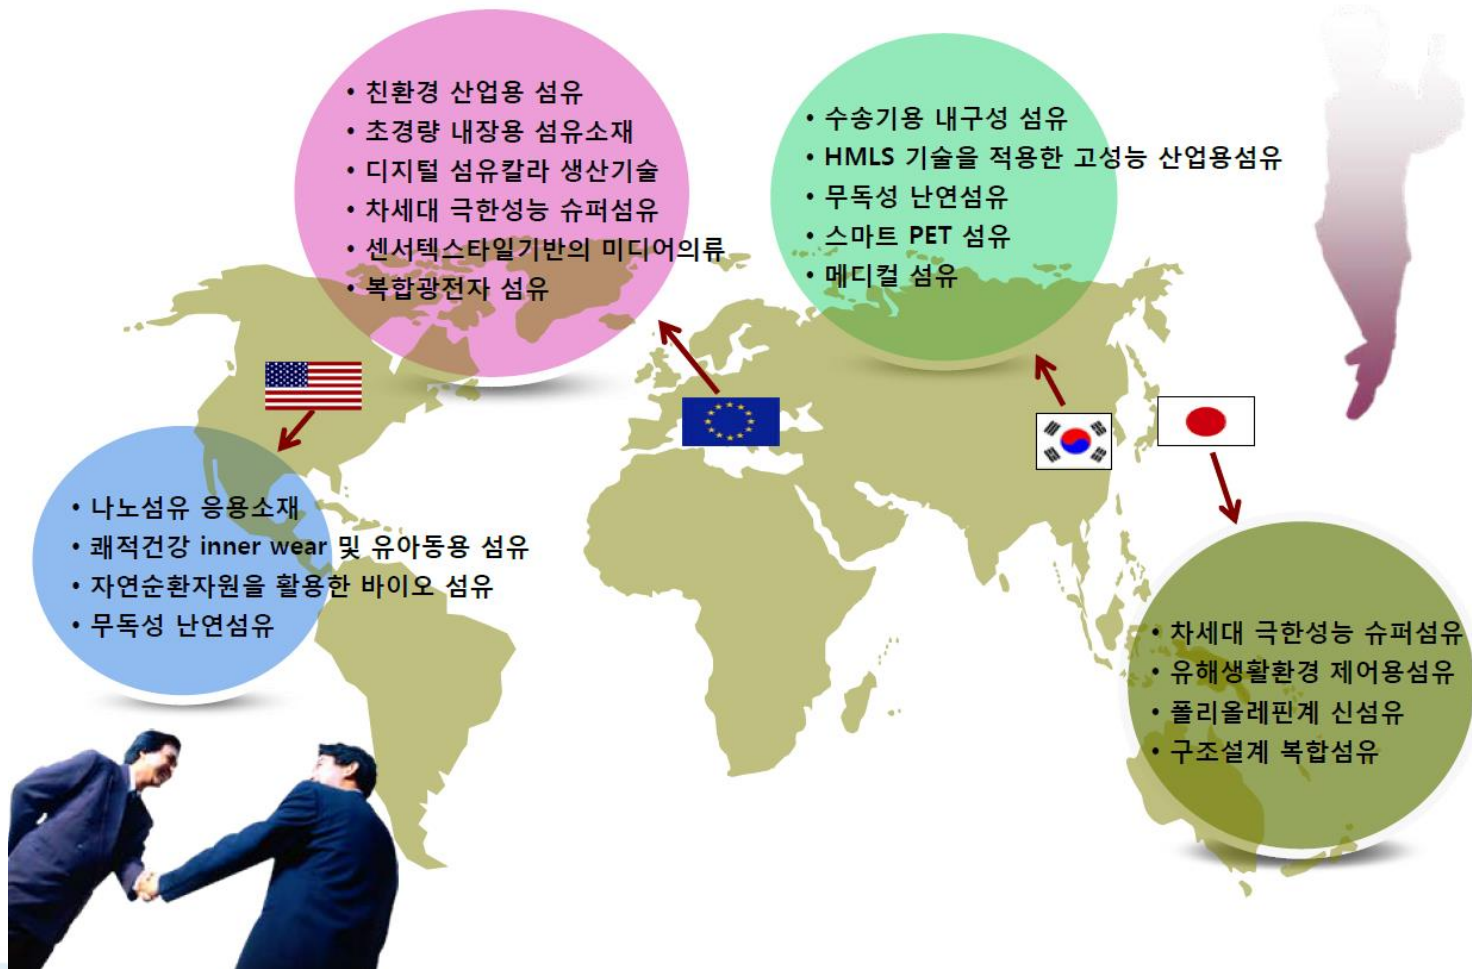 • 친환경 산업용 섬유
• 초경량 내장용 섬유소재
• 디지털 섬유칼라 생산기술
• 차세대 극한성능 슈퍼섬유
• 센서텍스타일기반의 미디어의류
• 복합광전자 섬유
• 수송기용 내구성 섬유
• HMLS 기술을 적용한 고성능 산업용섬유
• 무독성 난연섬유
• 스마트 PET 섬유
• 메디컬 섬유
• 나노섬유 응용소재
• 쾌적건강 inner wear 및 유아동용 섬유
• 자연순환자원을 활용한 바이오 섬유
• 무독성 난연섬유
• 차세대 극한성능 슈퍼섬유
• 유해생활환경 제어용섬유
• 폴리올레핀계 신섬유
• 구조설계 복합섬유